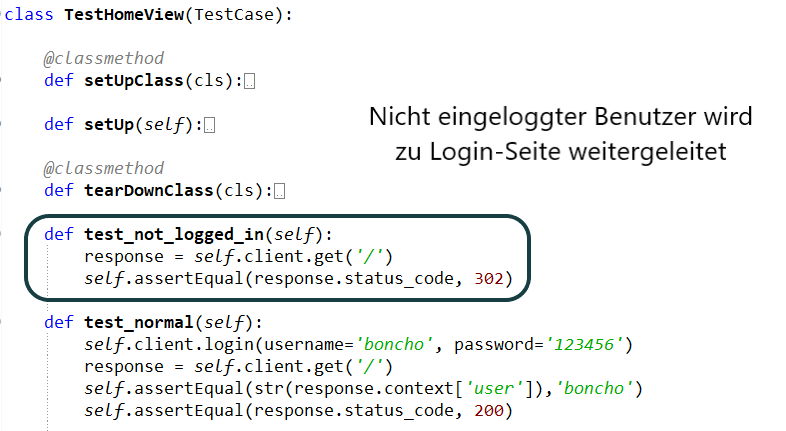 class TestHomeView(TestCase):
@classmethod
def setUpClass(cls):
def setUp(self):
Nicht eingeloggter Benutzer wird
zu Login-Seite weitergeleitet
@classmethod
def tearDownClass(cls):
def test_not_logged_in(self):
response = self.client.get('/')
self.assertEqual(response.status_code, 302)
def test_normal(self):
self.client.login(username='boncho', password='123456')
response = self.client.get('/')
self.assertEqual(str(response.context['user']),'boncho')
self.assertEqual(response.status_code, 200)